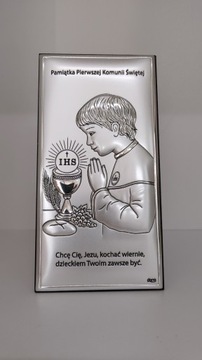 Pamiątka Pierwszej Komunii Świętej
IHS
Chcę Cię, Jezu, kochać wiernie,
dzieckiem Twoim zawsze być.